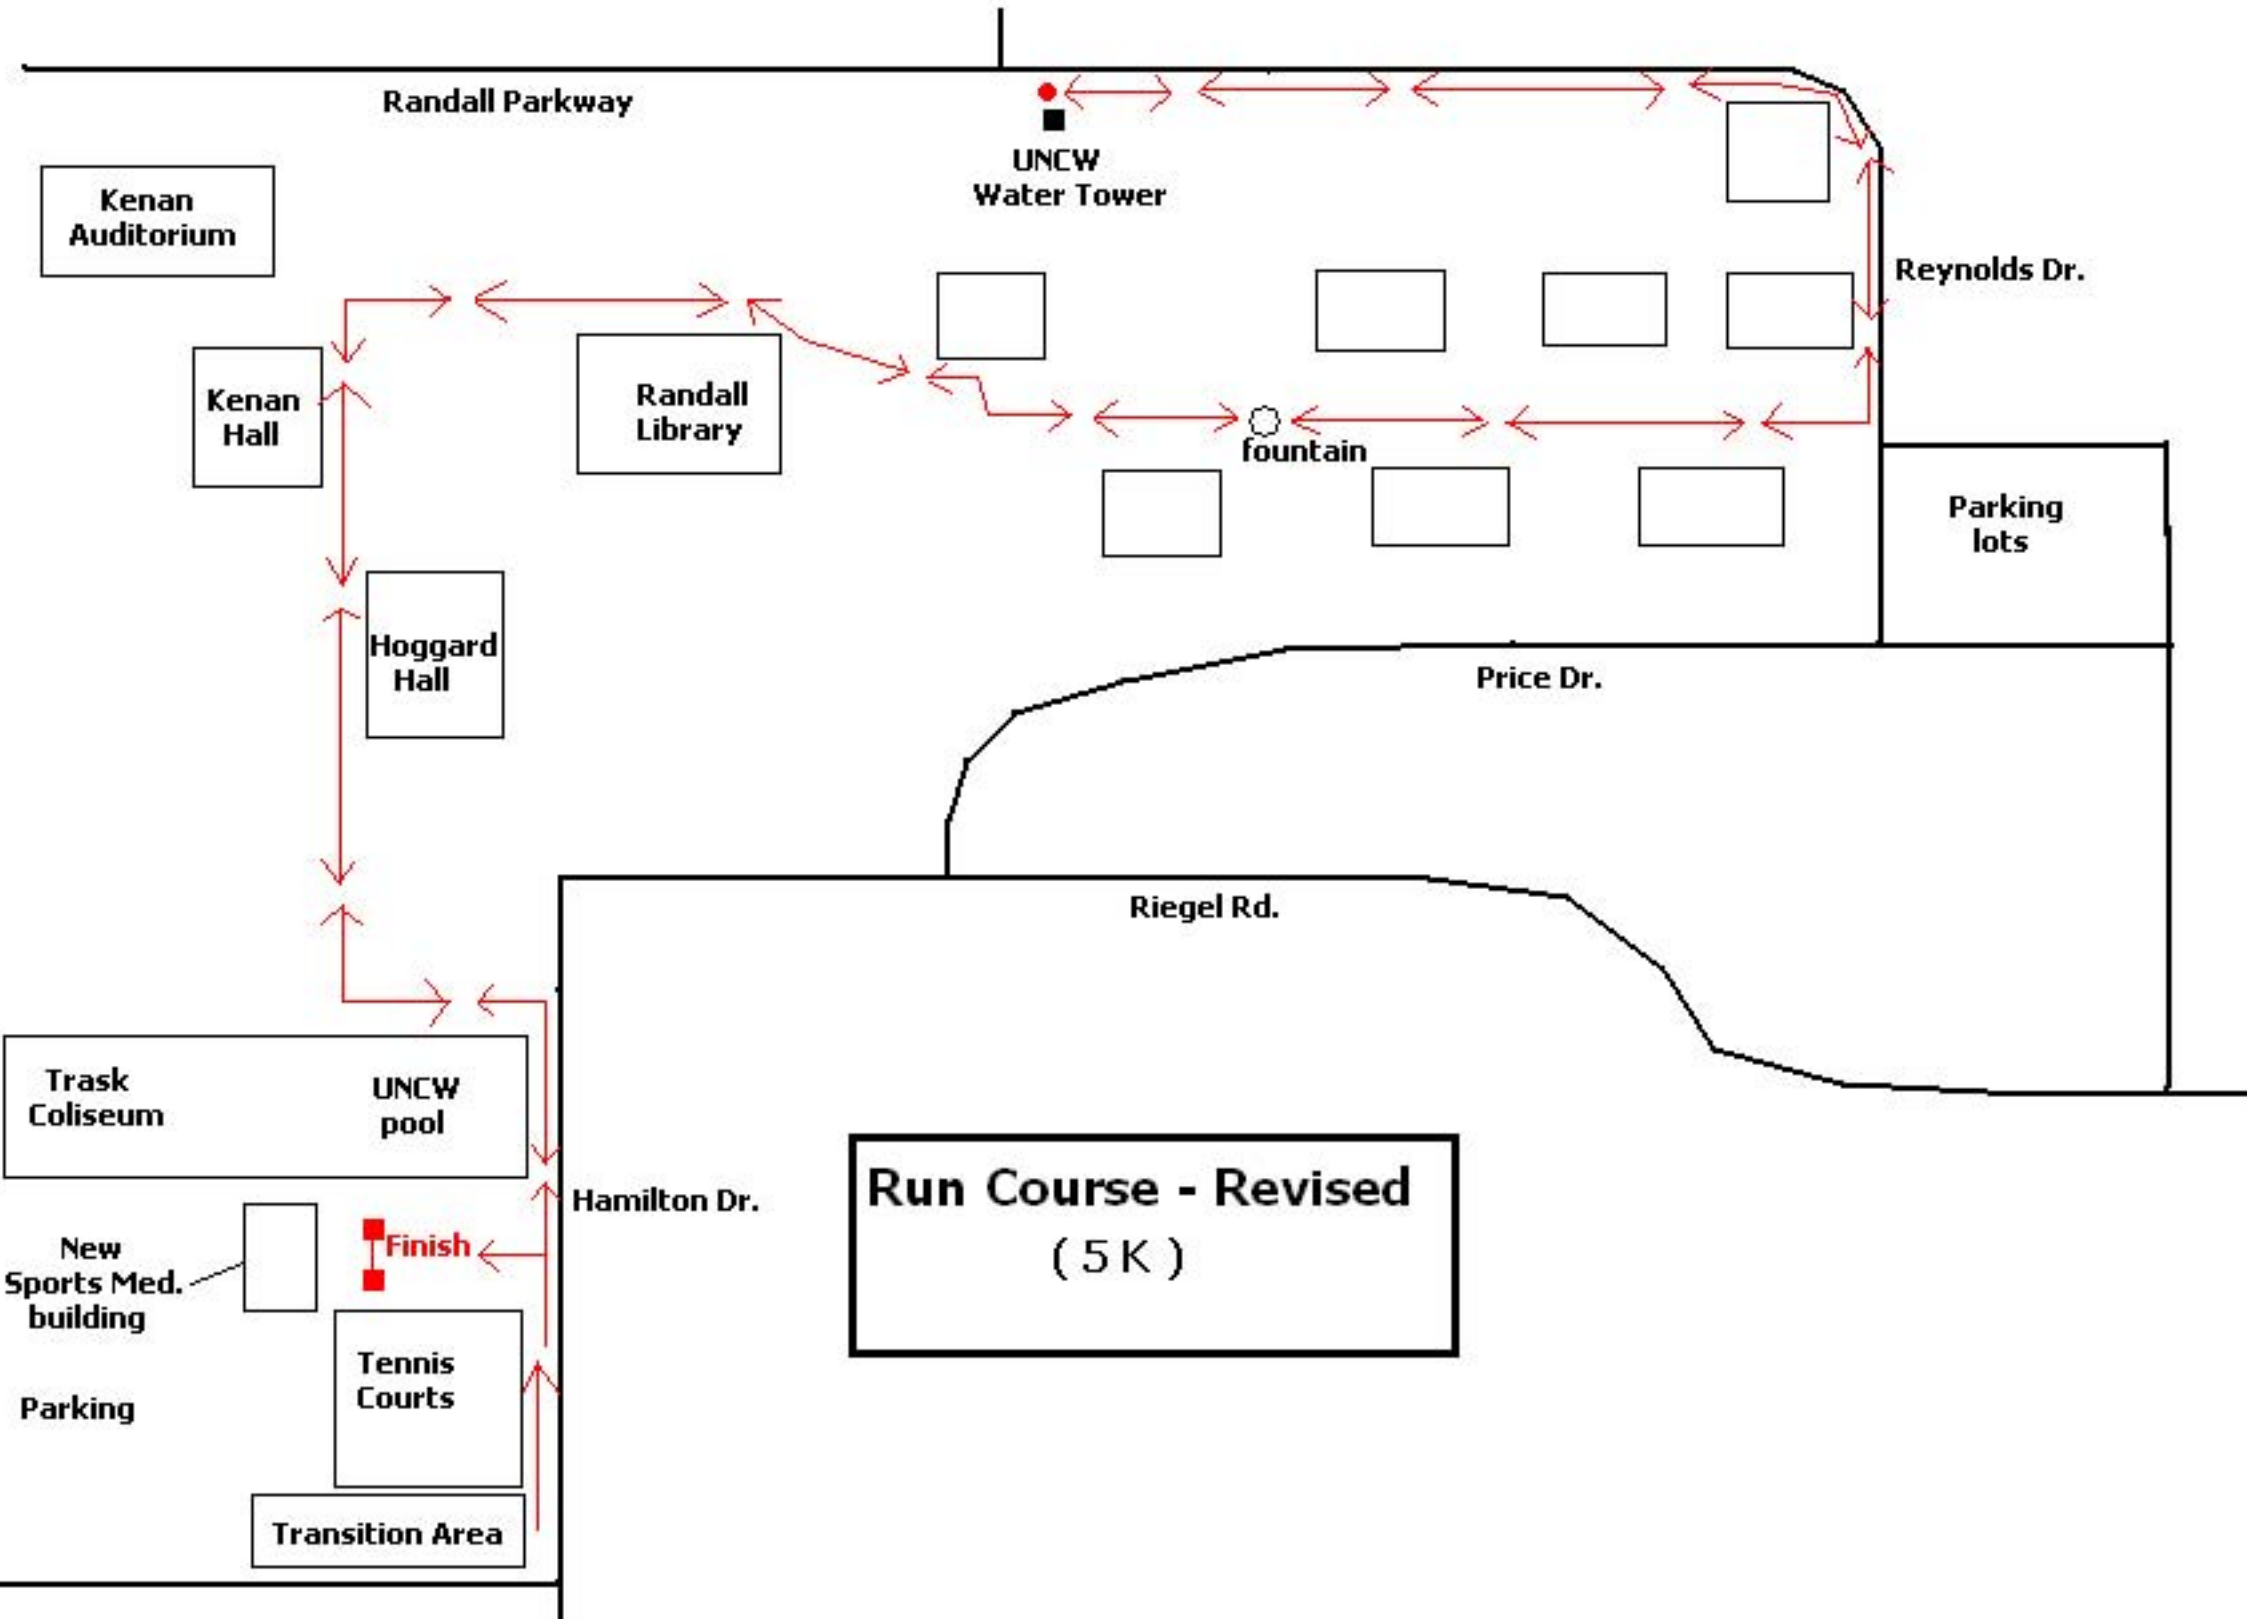 Randall Parkway
UNCW
Water Tower
Kenan
Auditorium
Reynolds Dr.
Kenan
Hall
Randall
Library
fountain
Parking
lots
Hoggard
Hall
Price Dr.
Riegel Rd.
Trask
Coliseum
UNCW
pool
Hamilton Dr.
Run Course - Revised
( 5 K )
New
Sports Med.
building
Finish
Tennis
Courts
Parking
Transition Area